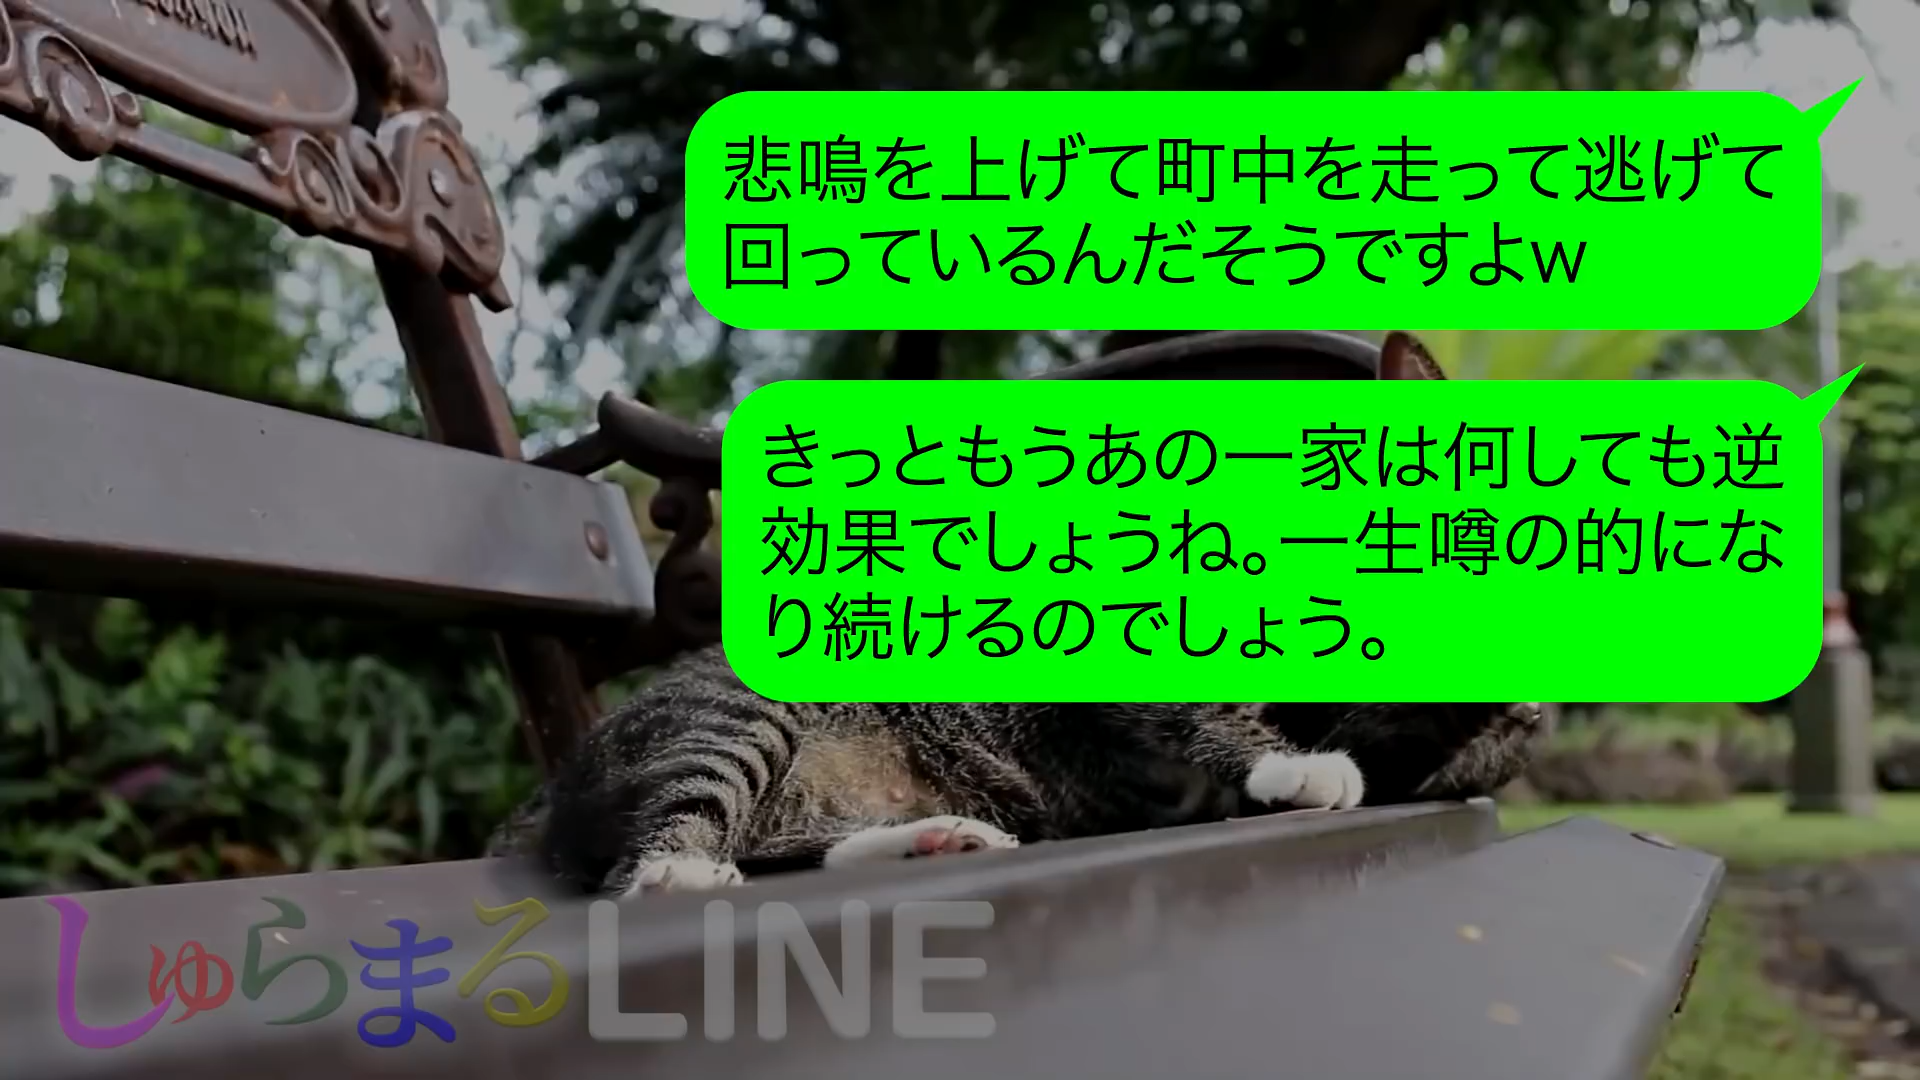 悲鳴を上げて町中を走って逃げて
回っているんだそうですよw
きっともうあの一家は何しても逆
効果でしょうね。一生噂の的にな
り続けるのでしょう。
しゅらまるLINE